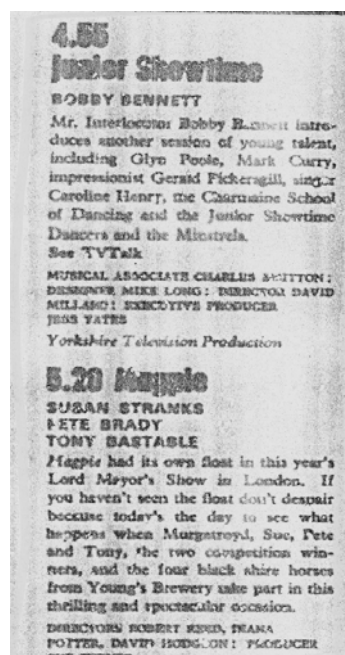 4.55
Junior Showtime
BOBBY BENNETT
Mr. Interlocutor Bobby Bennett intro-
duces another session of young talent,
including Glyn Poole, Mark Curry,
impressionist Gerald Pickersgill, singer
Caroline Henry, the Charmaine School
of Dancing and the Junior Showtime
Dancers and the Minstrels.
See TVTalk
MUSICAL ASSOCIATE CHARLES SMITTON:
DESIGNER MIKE LONG: DIRECTOR DAVID
MILLARD: EXECUTIVE PRODUCER
JESS YATES
Yorkshire Television Production
5.20 Magpie
SUSAN STRANKS
PETE BRADY
TONY BASTABLE
Magpie had its own float in this year's
Lord Mayor's Show in London. If
you haven't seen the float don't despair
because today's the day to see what
happens when Murgatroyd, Sue, Pete
and Tony, the two competition win-
ners, and the four black shire horses
from Young's Brewery take part in this
thrilling and spectacular occasion.
DIRECTORS ROBERT REED, DIANA
POTTER, DAVID HODGSON: PRODUCER